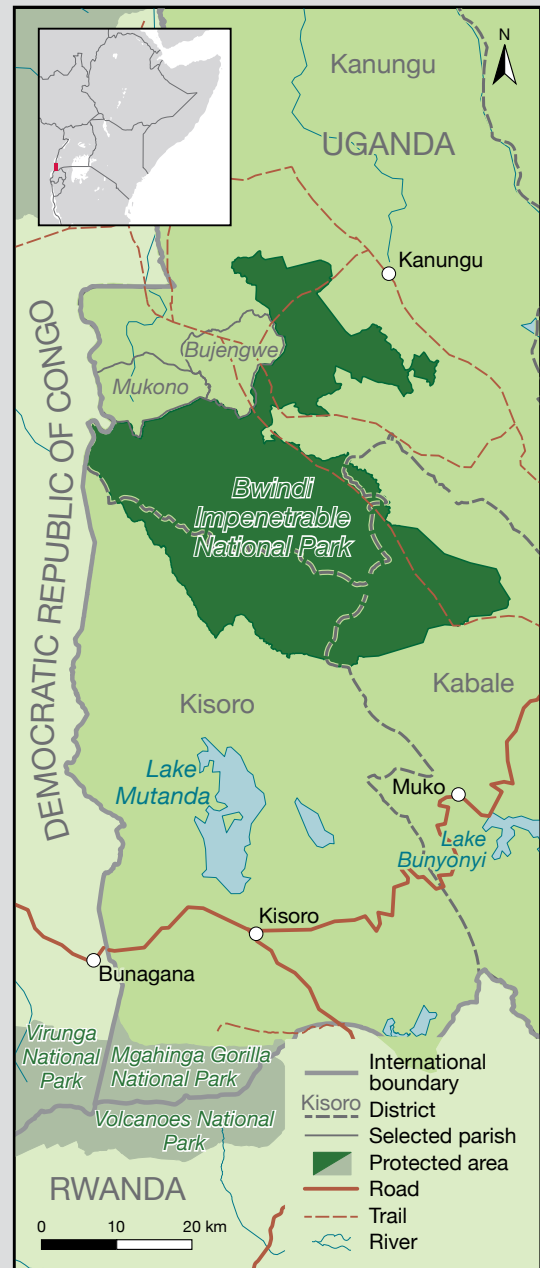 N
Kanungu
UGANDA
Kanungu
Bujengwe
Mukono
DEMOCRATIC REPUBLIC OF CONGO
Bwindi
Impenetrable
National Park
Kisoro
Kabale
Lake
Mutanda
Muko
Lake
Bunyonyi
Kisoro
Bunagana
Virunga
National
Park
Mgahinga Gorilla
National Park
Volcanoes National
Park
RWANDA
0 10 20 km
International
boundary
Kisoro District
Selected parish
Protected area
Road
Trail
River